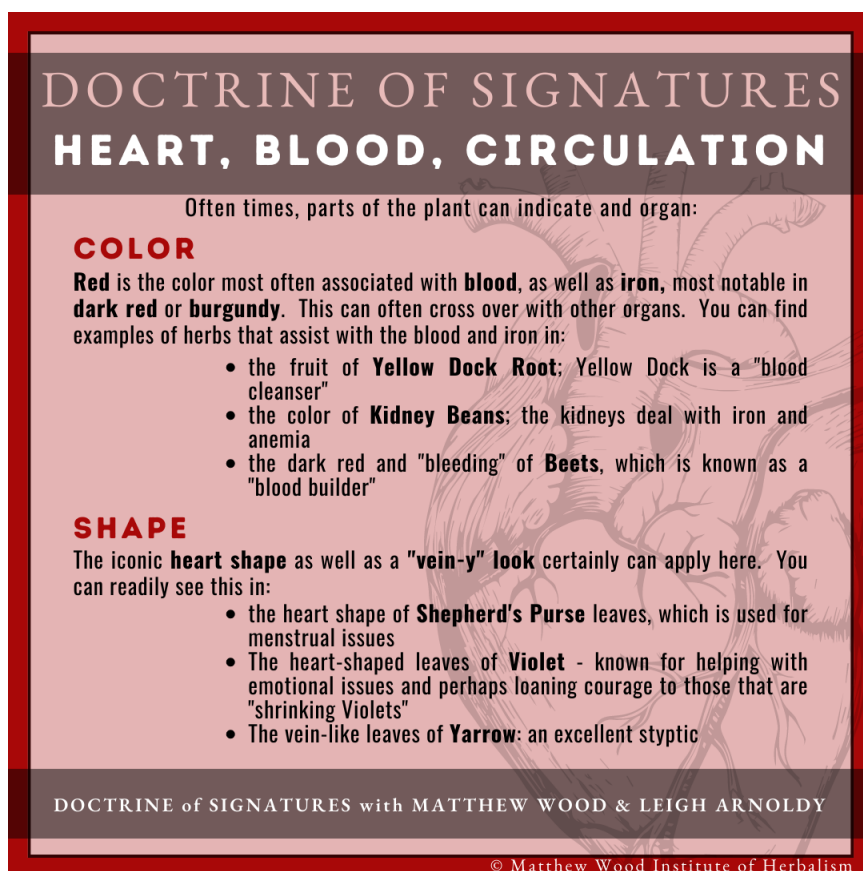 DOCTRINE OF SIGNATURES
HEART, BLOOD, CIRCULATION
Often times, parts of the plant can indicate and organ:
COLOR
Red is the color most often associated with blood, as well as iron, most notable in
dark red or burgundy. This can often cross over with other organs. You can find
examples of herbs that assist with the blood and iron in:
• the fruit of Yellow Dock Root; Yellow Dock is a "blood
cleanser"
• the color of Kidney Beans; the kidneys deal with iron and
anemia
• the dark red and "bleeding" of Beets, which is known as a
"blood builder"
SHAPE
The iconic heart shape as well as a "vein-y" look certainly can apply here. You
can readily see this in:
• the heart shape of Shepherd's Purse leaves, which is used for
menstrual issues
• The heart-shaped leaves of Violet - known for helping with
emotional issues and perhaps loaning courage to those that are
"shrinking Violets"
• The vein-like leaves of Yarrow: an excellent styptic
DOCTRINE of SIGNATURES with MATTHEW WOOD & LEIGH ARNOLDY
© Matthew Wood Institute of Herbalism